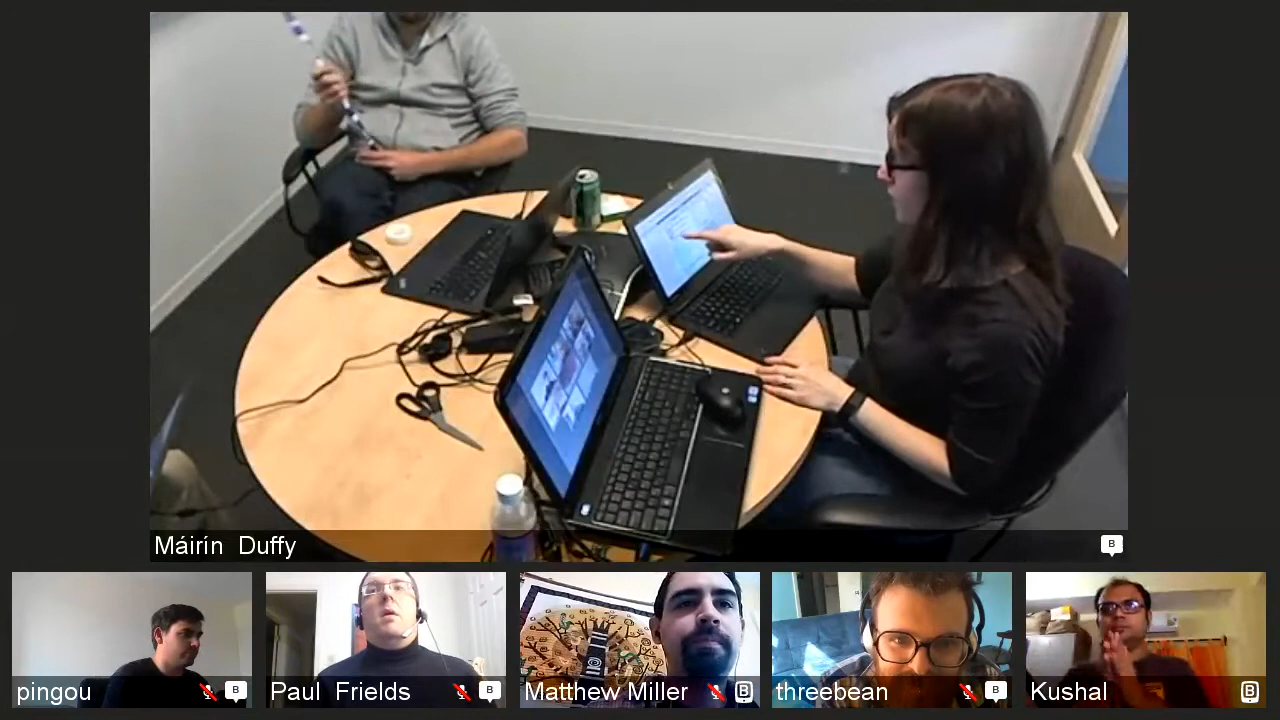 Máirín Duffy
B
pingou
B
Paul Frields
B
Matthew Miller
B
threebean
B
Kushal
B